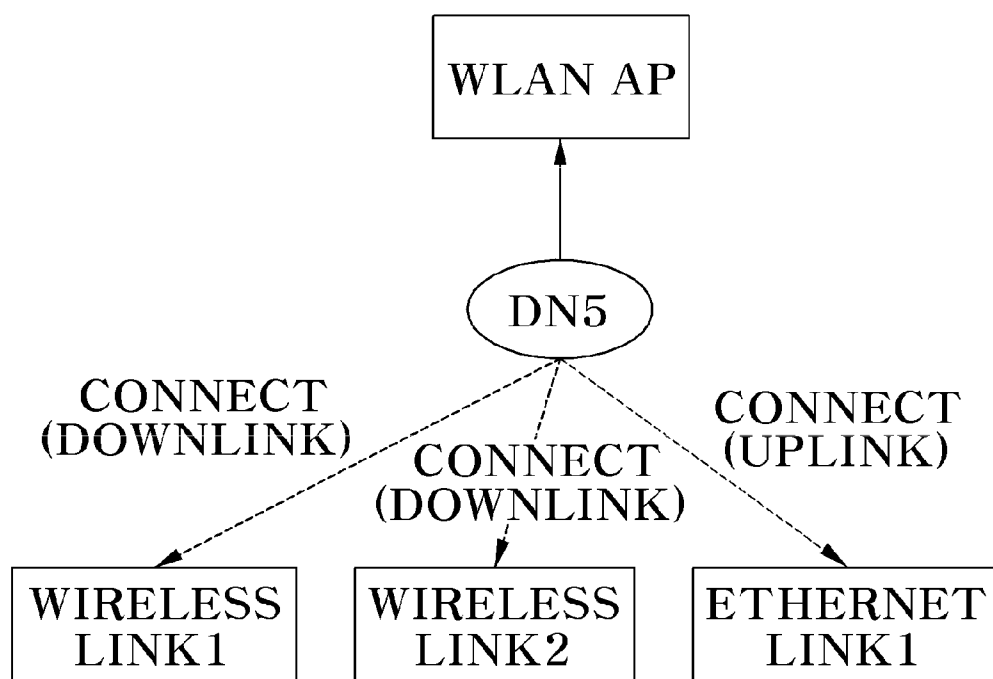 WLAN AP
DN5
CONNECT
(DOWNLINK)
CONNECT
(DOWNLINK)
CONNECT
(UPLINK)
WIRELESS
LINK1
WIRELESS
LINK2
ETHERNET
LINK1